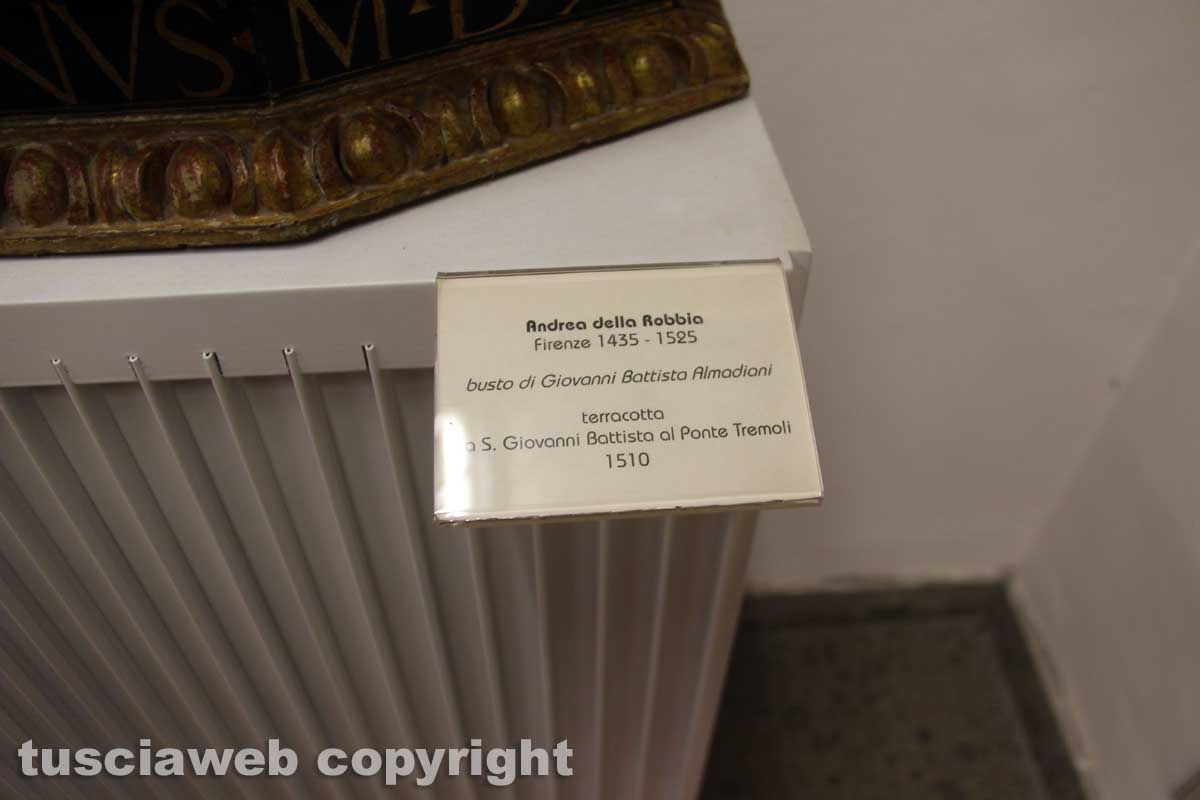 VVS · M · D
Andrea della Robbia
Firenze 1435 - 1525
busto di Giovanni Battista Almadiani
terracotta
S. Giovanni Battista al Ponte Tremoli
1510
tusciaweb copyright